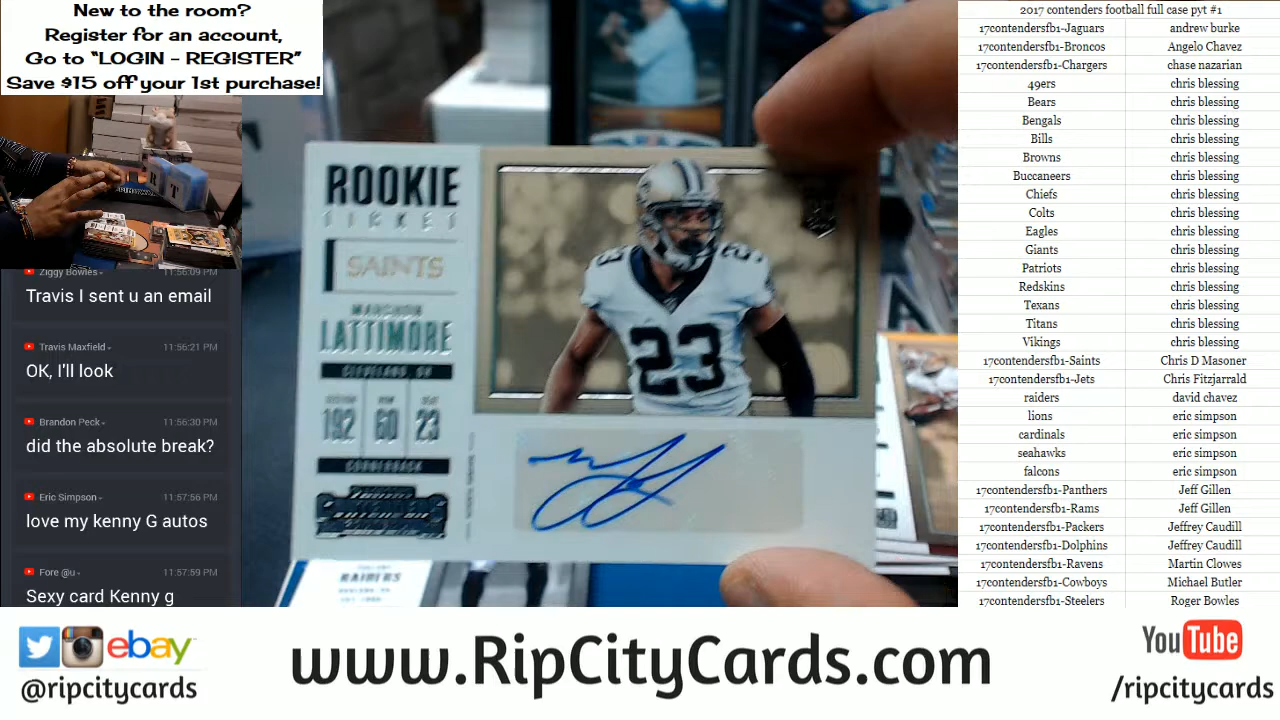 New to the room?
Register for an account,
Go to “LOGIN - REGISTER”
Save $15 off your 1st purchase!
Ziggy Bowles 11:56:09 PM
Travis I sent u an email
Travis Maxfield 11:56:21 PM
OK, I'll look
Brandon Peck 11:56:30 PM
did the absolute break?
Eric Simpson 11:57:56 PM
love my kenny G autos
Fore @u 11:57:59 PM
Sexy card Kenny g
ROOKIE
TICKET
SAINTS
MARSHON
LATTIMORE
CLEVELAND, OH
SECTION ROW SEAT
192 60 23
CORNERBACK
CONTENDERS
23
23
RAIDERS
2017 contenders football full case pyt #1
17contendersfb1-Jaguars andrew burke
17contendersfb1-Broncos Angelo Chavez
17contendersfb1-Chargers chase nazarian
49ers chris blessing
Bears chris blessing
Bengals chris blessing
Bills chris blessing
Browns chris blessing
Buccaneers chris blessing
Chiefs chris blessing
Colts chris blessing
Eagles chris blessing
Giants chris blessing
Patriots chris blessing
Redskins chris blessing
Texans chris blessing
Titans chris blessing
Vikings chris blessing
17contendersfb1-Saints Chris D Masoner
17contendersfb1-Jets Chris Fitzjarrald
raiders david chavez
lions eric simpson
cardinals eric simpson
seahawks eric simpson
falcons eric simpson
17contendersfb1-Panthers Jeff Gillen
17contendersfb1-Rams Jeff Gillen
17contendersfb1-Packers Jeffrey Caudill
17contendersfb1-Dolphins Jeffrey Caudill
17contendersfb1-Ravens Martin Clowes
17contendersfb1-Cowboys Michael Butler
17contendersfb1-Steelers Roger Bowles
ebay
@ripcitycards
www.RipCityCards.com
YouTube
/ripcitycards